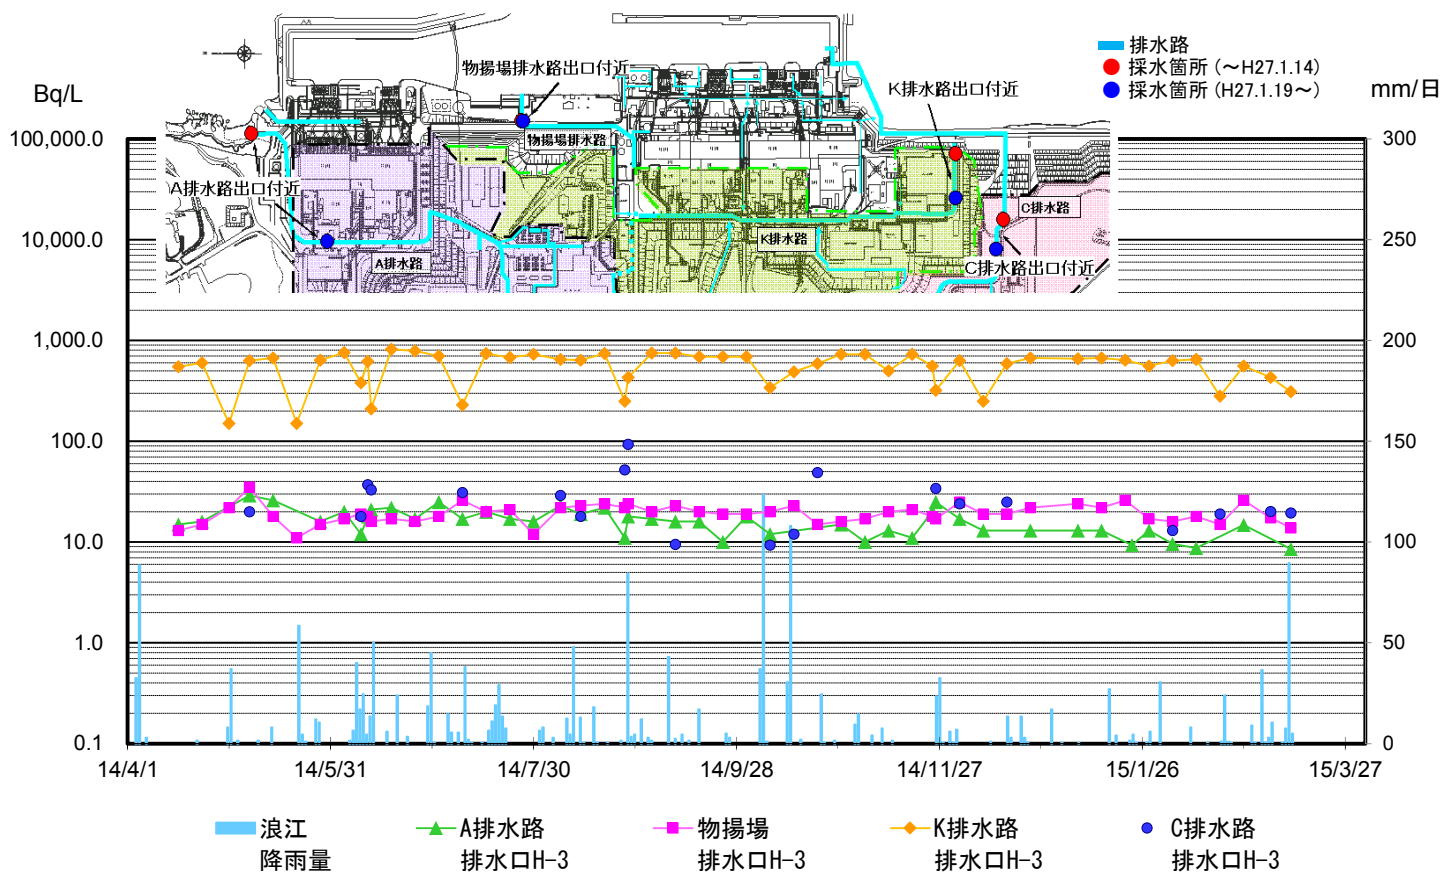 Bq/L
mm/日
排水路
採水箇所 (～H27.1.14)
採水箇所 (H27.1.19～)
物揚場排水路出口付近
K排水路出口付近
物揚場排水路
A排水路出口付近
C排水路
K排水路
A排水路
C排水路出口付近
100,000.0
10,000.0
1,000.0
100.0
10.0
1.0
0.1
300
250
200
150
100
50
0
14/4/1
14/5/31
14/7/30
14/9/28
14/11/27
15/1/26
15/3/27
浪江
降雨量
A排水路
排水口H-3
物揚場
排水口H-3
K排水路
排水口H-3
C排水路
排水口H-3